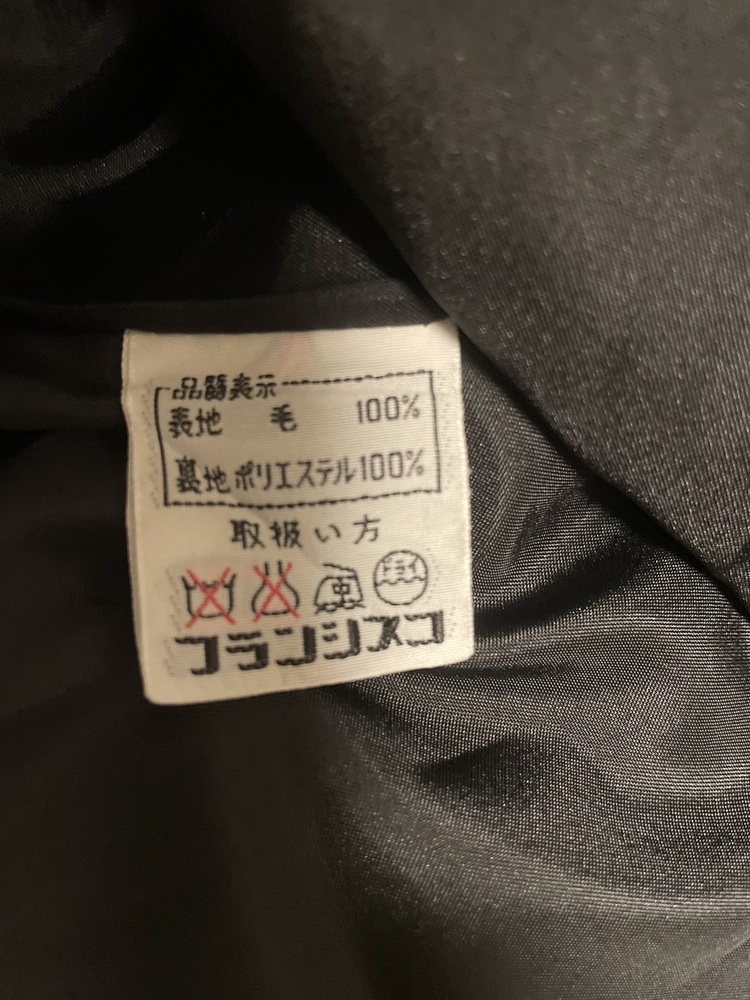 品質表示
表地 毛 100%
裏地 ポリエステル 100%
取扱い方
中 ドライ
フランシスコ